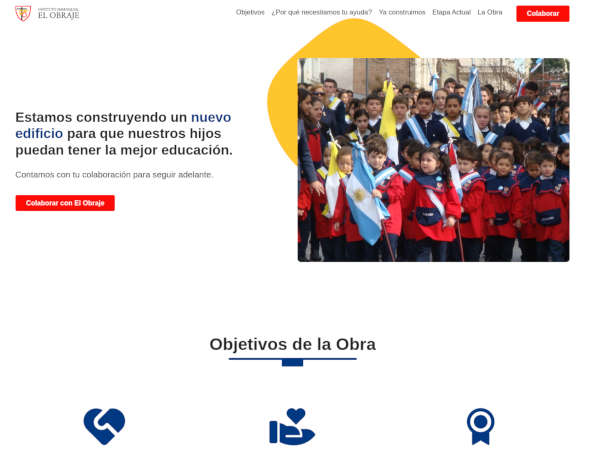 EL OBRAJE
Objetivos ¿Por qué necesitamos tu ayuda? Ya construimos Etapa Actual La Obra Colaborar
Estamos construyendo un nuevo
edificio para que nuestros hijos
puedan tener la mejor educación.
Contamos con tu colaboración para seguir adelante.
Colaborar con El Obraje
Objetivos de la Obra